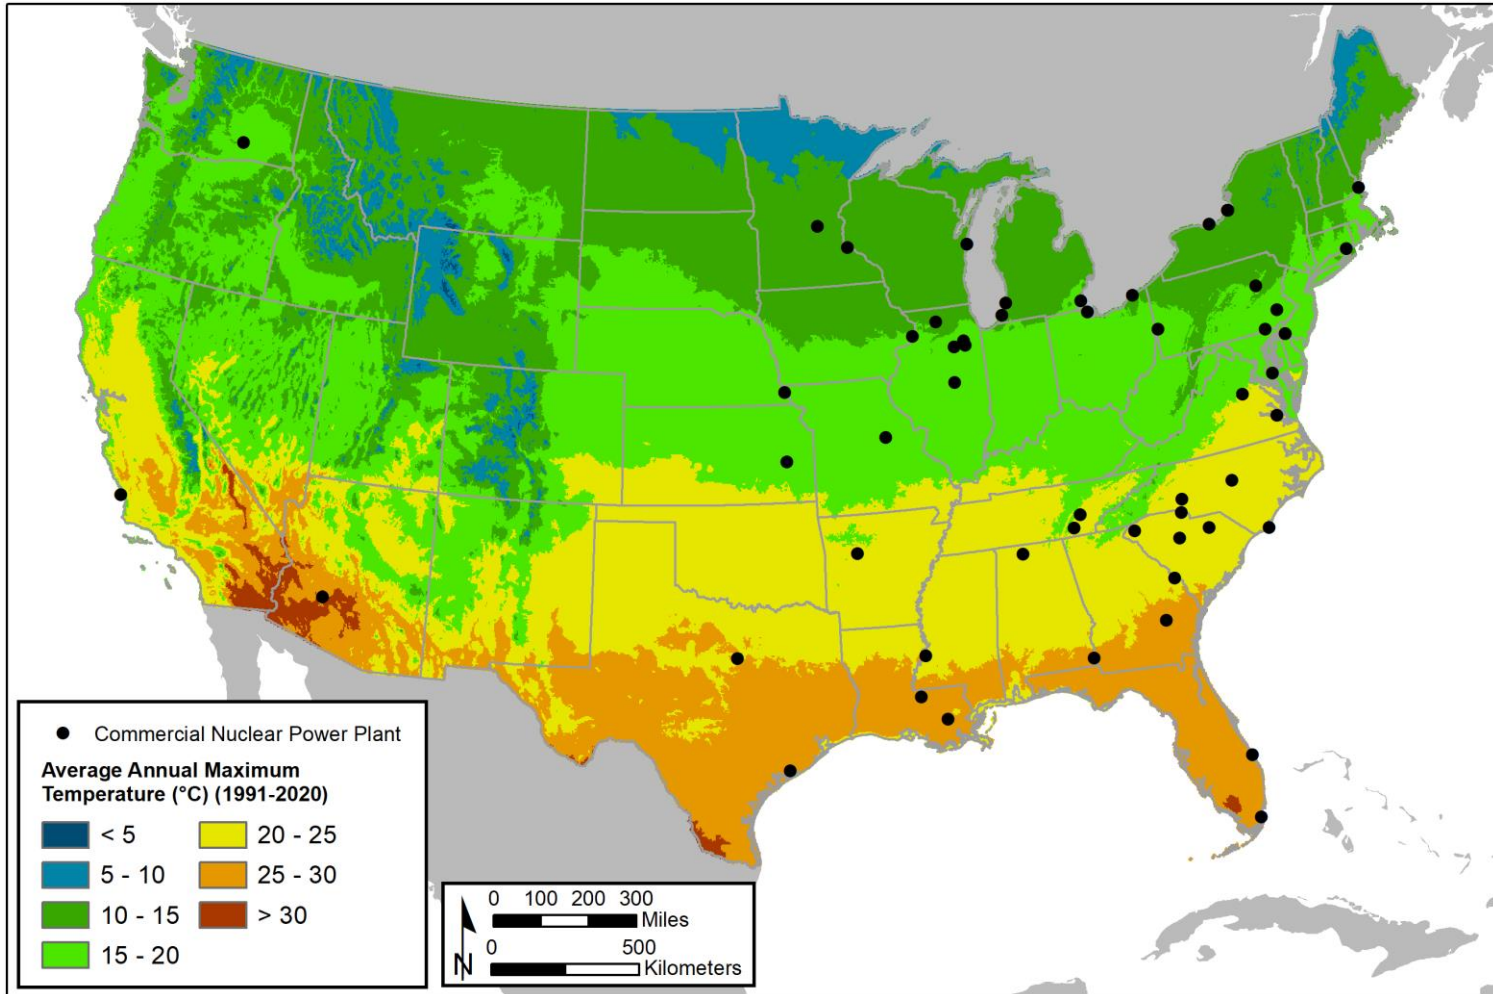 Commercial Nuclear Power Plant
Average Annual Maximum
Temperature (°C) (1991-2020)
< 5
20 - 25
5 - 10
25 - 30
10 - 15
> 30
15 - 20
0 100 200 300
Miles
0 500
Kilometers
N